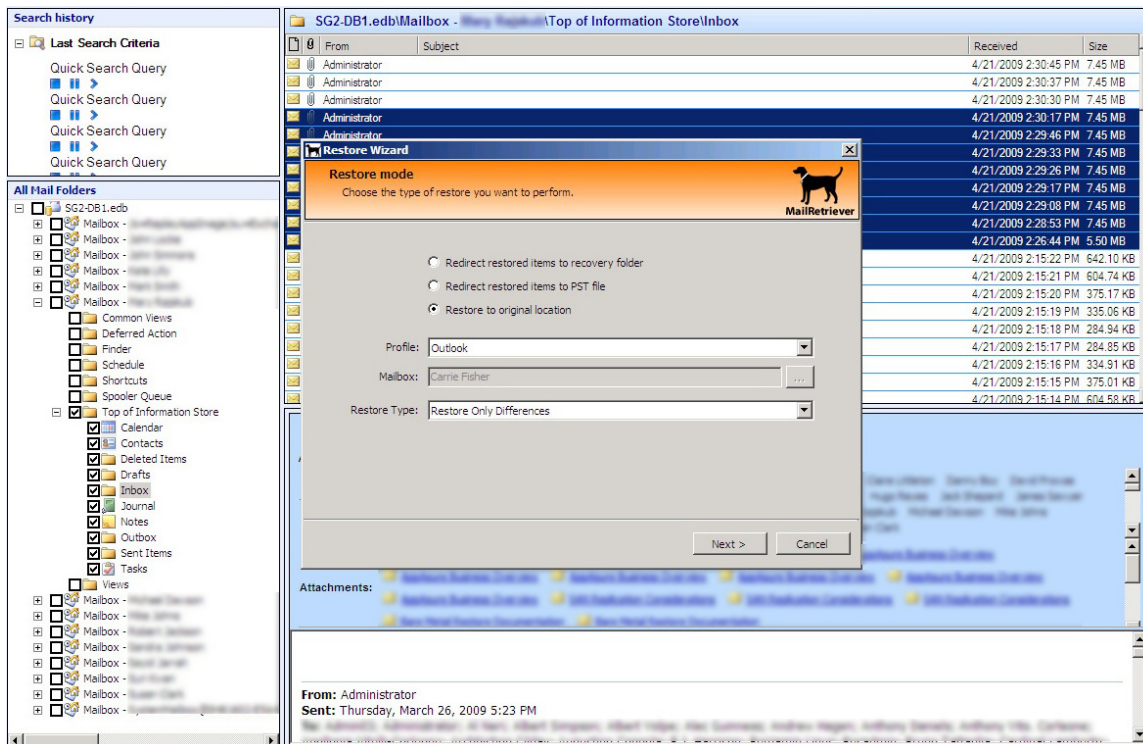 Search history
Last Search Criteria
Quick Search Query
Quick Search Query
Quick Search Query
Quick Search Query
All Mail Folders
SG2-DB1.edb
Mailbox -
Mailbox -
Mailbox -
Mailbox -
Mailbox -
Mailbox -
Common Views
Deferred Action
Finder
Schedule
Shortcuts
Spooler Queue
Top of Information Store
Calendar
Contacts
Deleted Items
Drafts
Inbox
Journal
Notes
Outbox
Sent Items
Tasks
Views
Mailbox -
Mailbox -
Mailbox -
Mailbox -
Mailbox -
Mailbox -
Mailbox -
Mailbox -
SG2-DB1.edb\Mailbox - \Top of Information Store\Inbox
From Subject Received Size
Administrator 4/21/2009 2:30:45 PM 7.45 MB
Administrator 4/21/2009 2:30:37 PM 7.45 MB
Administrator 4/21/2009 2:30:30 PM 7.45 MB
Administrator 4/21/2009 2:30:17 PM 7.45 MB
Administrator 4/21/2009 2:29:46 PM 7.45 MB
4/21/2009 2:29:33 PM 7.45 MB
4/21/2009 2:29:26 PM 7.45 MB
4/21/2009 2:29:17 PM 7.45 MB
4/21/2009 2:29:08 PM 7.45 MB
4/21/2009 2:28:53 PM 7.45 MB
4/21/2009 2:26:44 PM 5.50 MB
4/21/2009 2:15:22 PM 642.10 KB
4/21/2009 2:15:21 PM 604.74 KB
4/21/2009 2:15:20 PM 375.17 KB
4/21/2009 2:15:19 PM 335.06 KB
4/21/2009 2:15:18 PM 284.94 KB
4/21/2009 2:15:17 PM 284.85 KB
4/21/2009 2:15:16 PM 334.91 KB
4/21/2009 2:15:15 PM 375.01 KB
4/21/2009 2:15:14 PM 604.58 KB
Restore Wizard
Restore mode
Choose the type of restore you want to perform.
MailRetriever
Redirect restored items to recovery folder
Redirect restored items to PST file
Restore to original location
Profile: Outlook
Mailbox: Carrie Fisher ...
Restore Type: Restore Only Differences
Next > Cancel
Attachments:
From: Administrator
Sent: Thursday, March 26, 2009 5:23 PM